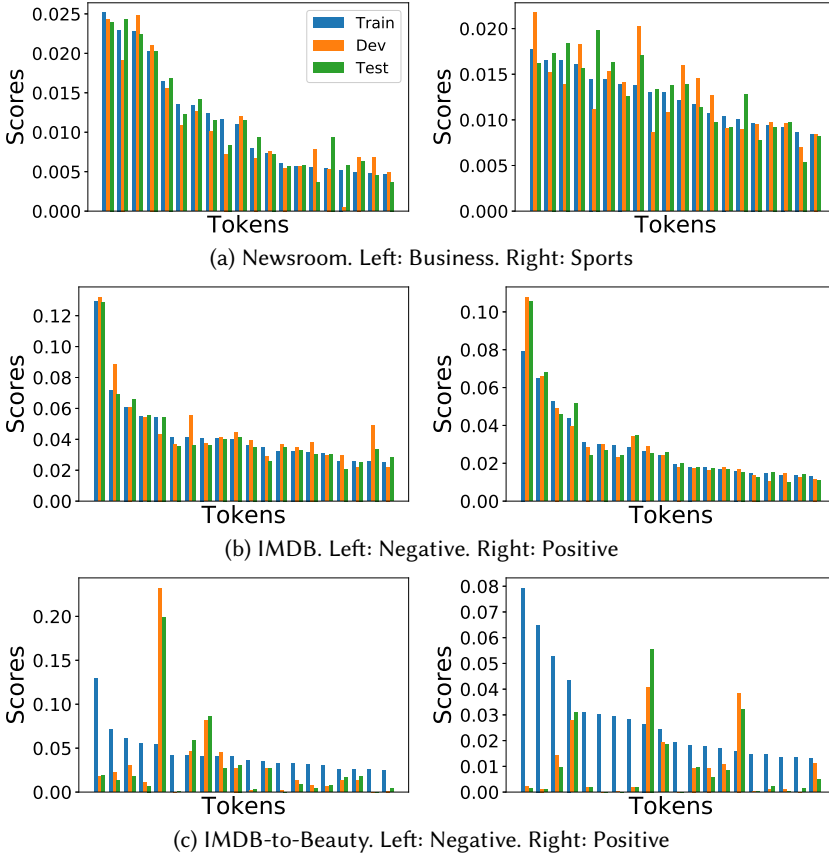 Scores
0.025
0.020
0.015
0.010
0.005
0.000
Tokens
Train
Dev
Test
Scores
0.020
0.015
0.010
0.005
0.000
Tokens
(a) Newsroom. Left: Business. Right: Sports
Scores
0.12
0.10
0.08
0.06
0.04
0.02
0.00
Tokens
Scores
0.10
0.08
0.06
0.04
0.02
0.00
Tokens
(b) IMDB. Left: Negative. Right: Positive
Scores
0.20
0.15
0.10
0.05
0.00
Tokens
Scores
0.08
0.07
0.06
0.05
0.04
0.03
0.02
0.01
0.00
Tokens
(c) IMDB-to-Beauty. Left: Negative. Right: Positive